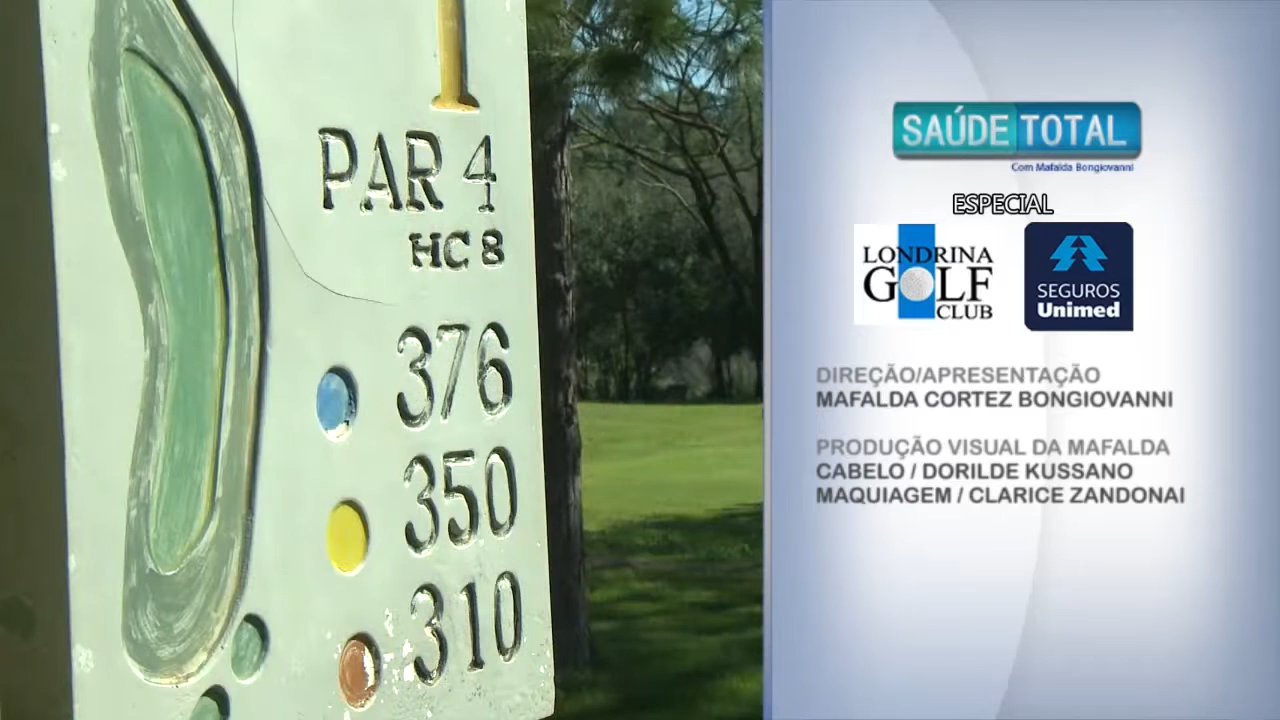 PAR 4
HC 8
376
350
310
SAÚDE TOTAL
Com Mafalda Bongiovanni
ESPECIAL
LONDRINA
GOLF
CLUB
SEGUROS
Unimed
DIREÇÃO/APRESENTAÇÃO
MAFALDA CORTEZ BONGIOVANNI
PRODUÇÃO VISUAL DA MAFALDA
CABELO / DORILDE KUSSANO
MAQUIAGEM / CLARICE ZANDONAI